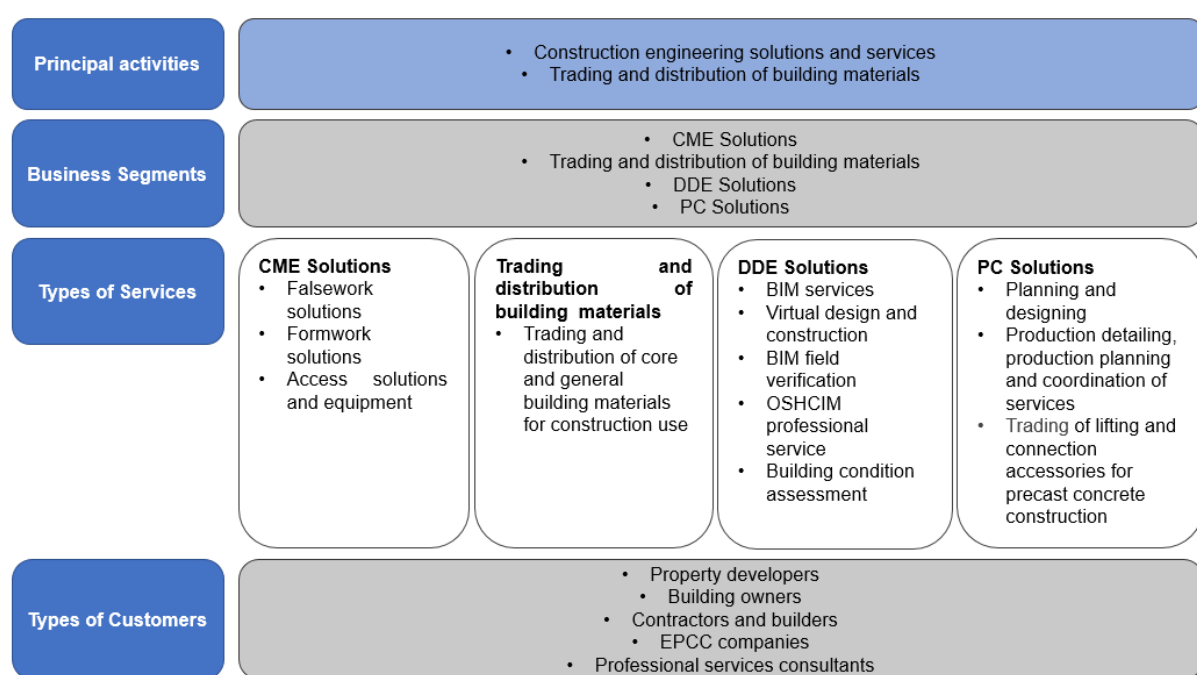 Principal activities
• Construction engineering solutions and services
• Trading and distribution of building materials
Business Segments
• CME Solutions
• Trading and distribution of building materials
• DDE Solutions
• PC Solutions
Types of Services
CME Solutions
• Falsework
solutions
• Formwork
solutions
• Access solutions
and equipment
Trading and
distribution of
building materials
• Trading and
distribution of core
and general
building materials
for construction use
DDE Solutions
• BIM services
• Virtual design and
construction
• BIM field
verification
• OSHCIM
professional
service
• Building condition
assessment
PC Solutions
• Planning and
designing
• Production detailing,
production planning
and coordination of
services
• Trading of lifting and
connection
accessories for
precast concrete
construction
Types of Customers
• Property developers
• Building owners
• Contractors and builders
• EPCC companies
• Professional services consultants